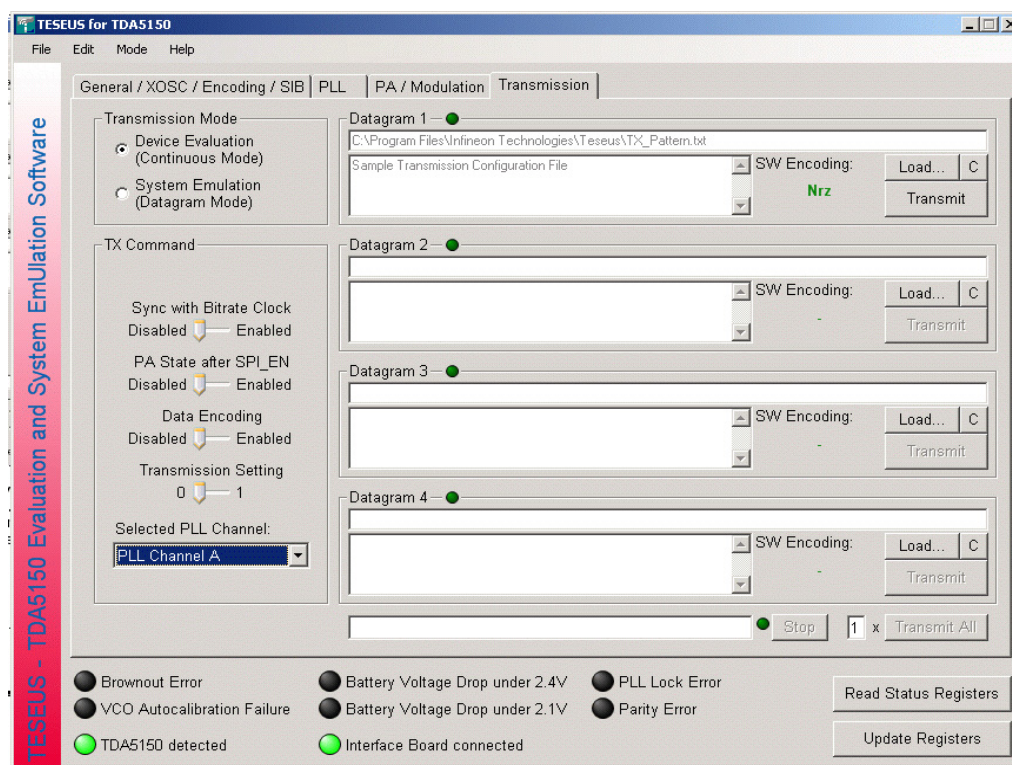 TESEUS for TDA5150
File Edit Mode Help
TESEUS - TDA5150 Evaluation and System EmUlation Software
General / XOSC / Encoding / SIB PLL PA / Modulation Transmission
Transmission Mode
Device Evaluation
(Continuous Mode)
System Emulation
(Datagram Mode)
TX Command
Sync with Bitrate Clock
Disabled Enabled
PA State after SPI_EN
Disabled Enabled
Data Encoding
Disabled Enabled
Transmission Setting
0 1
Selected PLL Channel:
PLL Channel A
Datagram 1
C:\Program Files\Infineon Technologies\Teseus\TX_Pattern.txt
Sample Transmission Configuration File
SW Encoding:
Nrz
Load... C
Transmit
Datagram 2
SW Encoding:
-
Load... C
Transmit
Datagram 3
SW Encoding:
-
Load... C
Transmit
Datagram 4
SW Encoding:
-
Load... C
Transmit
Stop 1 x Transmit All
Brownout Error Battery Voltage Drop under 2.4V PLL Lock Error
VCO Autocalibration Failure Battery Voltage Drop under 2.1V Parity Error
TDA5150 detected Interface Board connected
Read Status Registers
Update Registers